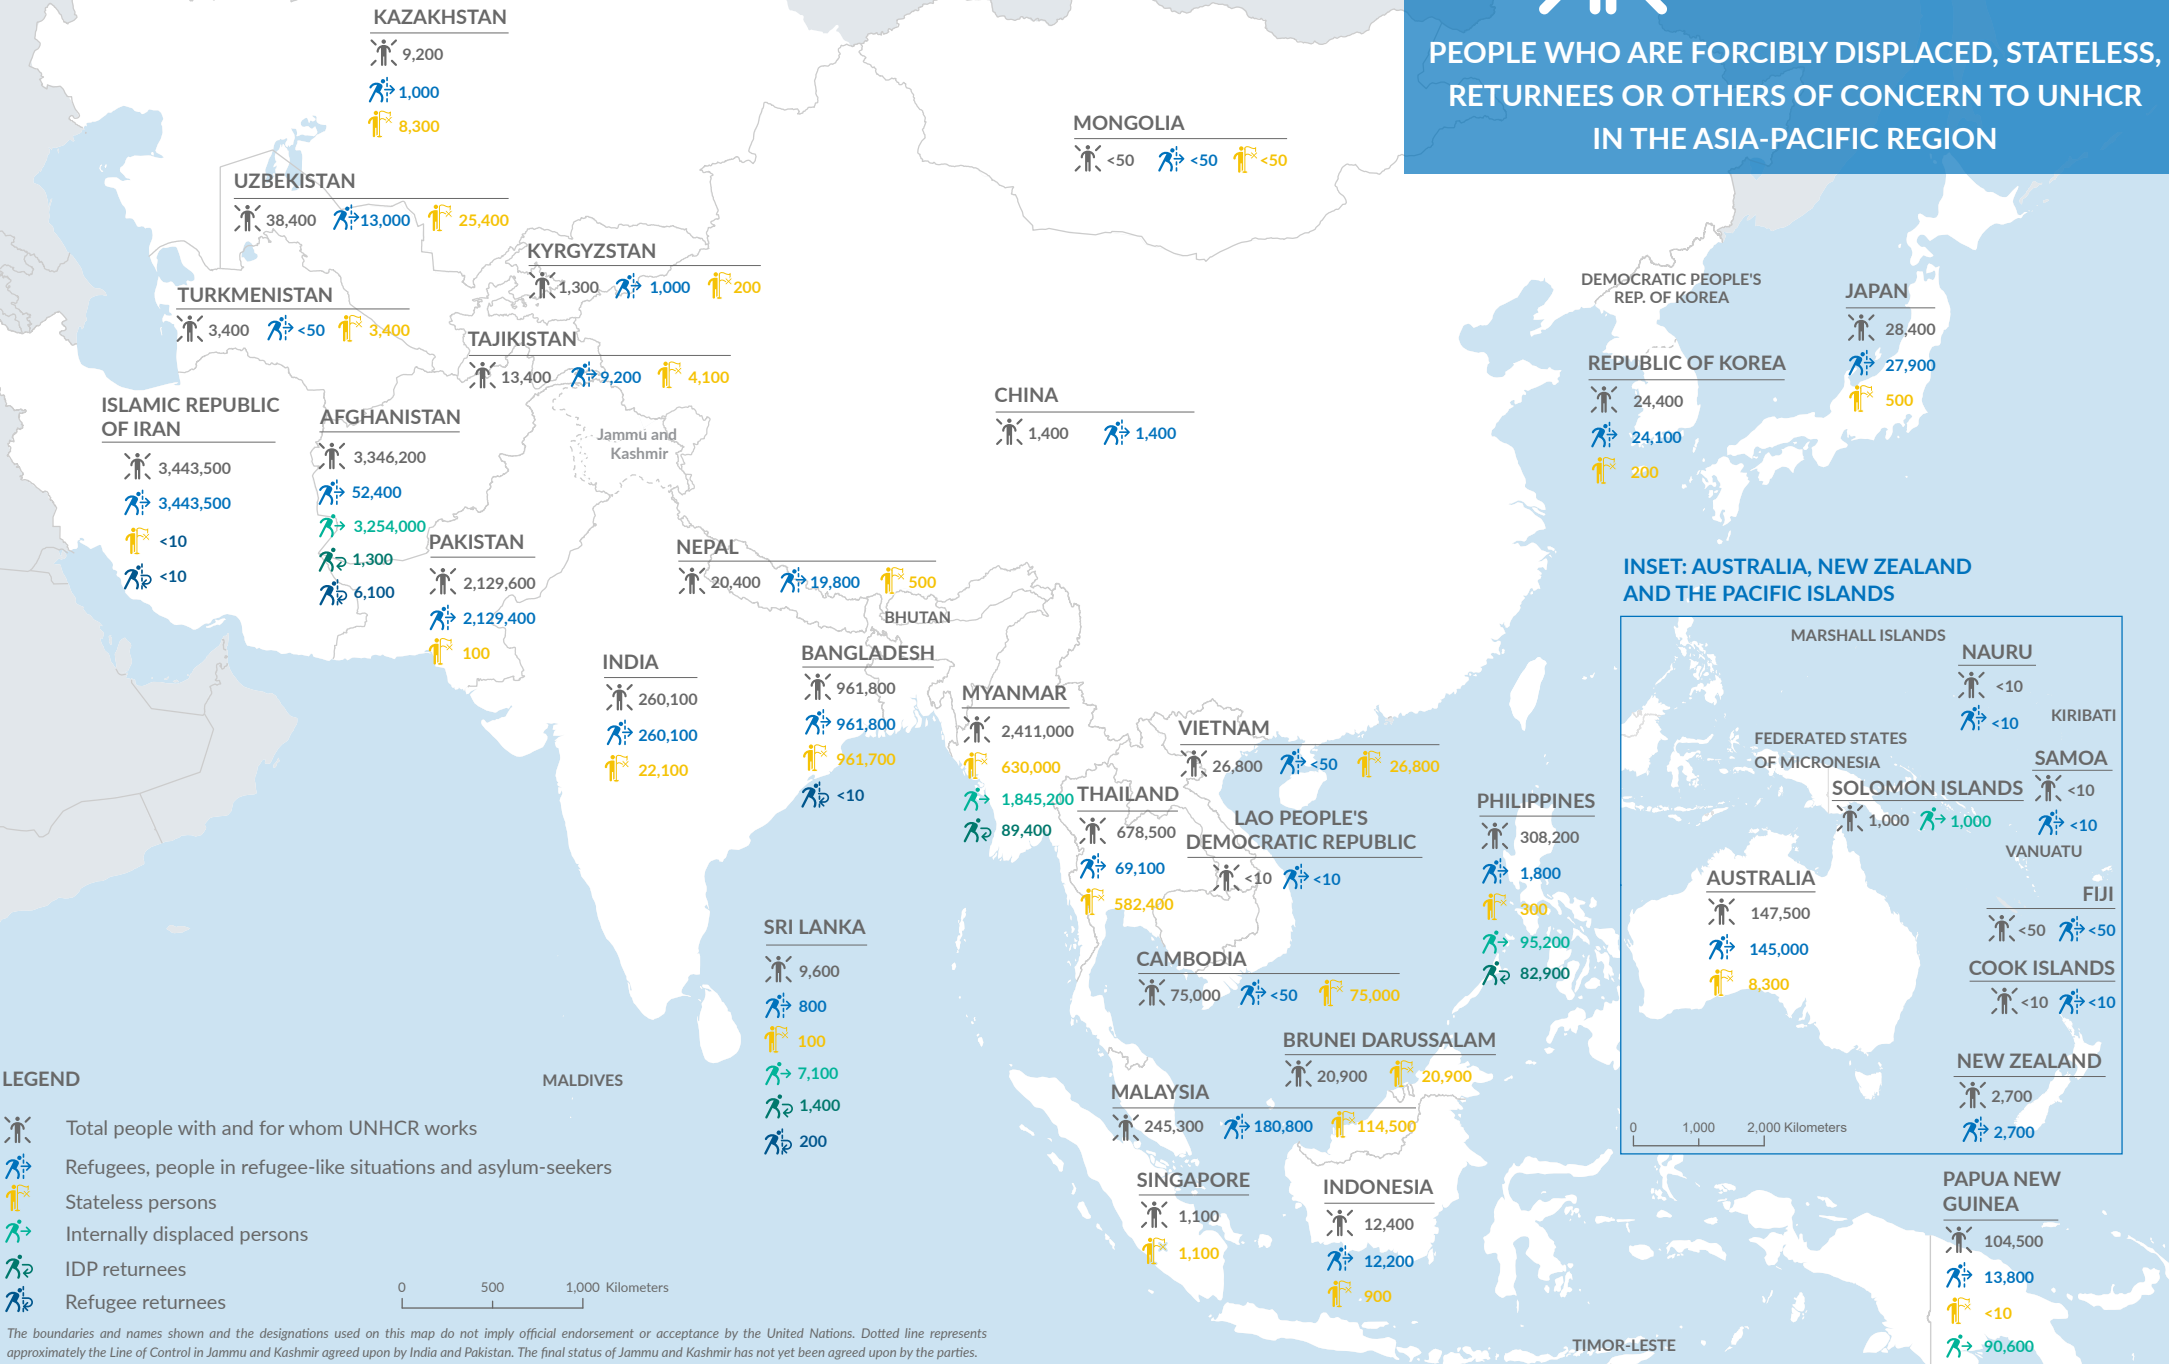 PEOPLE WHO ARE FORCIBLY DISPLACED, STATELESS,
RETURNEES OR OTHERS OF CONCERN TO UNHCR
IN THE ASIA-PACIFIC REGION
KAZAKHSTAN
9,200
1,000
8,300
MONGOLIA
<50 <50 <50
UZBEKISTAN
38,400 13,000 25,400
KYRGYZSTAN
1,300 1,000 200
TURKMENISTAN
3,400 <50 3,400
TAJIKISTAN
13,400 9,200 4,100
DEMOCRATIC PEOPLE'S
REP. OF KOREA
JAPAN
28,400
27,900
500
REPUBLIC OF KOREA
24,400
24,100
200
CHINA
1,400 1,400
ISLAMIC REPUBLIC
OF IRAN
3,443,500
3,443,500
<10
<10
AFGHANISTAN
3,346,200
52,400
3,254,000
1,300
6,100
Jammu and
Kashmir
PAKISTAN
2,129,600
2,129,400
100
NEPAL
20,400 19,800 500
BHUTAN
INDIA
260,100
260,100
22,100
BANGLADESH
961,800
961,800
961,700
<10
MYANMAR
2,411,000
630,000
1,845,200
89,400
VIETNAM
26,800 <50 26,800
THAILAND
678,500
69,100
582,400
LAO PEOPLE'S
DEMOCRATIC REPUBLIC
<10 <10
PHILIPPINES
308,200
1,800
300
95,200
82,900
SRI LANKA
9,600
800
100
7,100
1,400
200
CAMBODIA
75,000 <50 75,000
BRUNEI DARUSSALAM
20,900 20,900
MALDIVES
MALAYSIA
245,300 180,800 114,500
SINGAPORE
1,100
1,100
INDONESIA
12,400
12,200
900
TIMOR-LESTE
PAPUA NEW
GUINEA
104,500
13,800
<10
90,600
INSET: AUSTRALIA, NEW ZEALAND
AND THE PACIFIC ISLANDS
MARSHALL ISLANDS
NAURU
<10
<10
KIRIBATI
FEDERATED STATES
OF MICRONESIA
SAMOA
<10
<10
SOLOMON ISLANDS
1,000 1,000
VANUATU
AUSTRALIA
147,500
145,000
8,300
FIJI
<50 <50
COOK ISLANDS
<10 <10
NEW ZEALAND
2,700
2,700
0 1,000 2,000 Kilometers
LEGEND
Total people with and for whom UNHCR works
Refugees, people in refugee-like situations and asylum-seekers
Stateless persons
Internally displaced persons
IDP returnees
Refugee returnees
0 500 1,000 Kilometers
The boundaries and names shown and the designations used on this map do not imply official endorsement or acceptance by the United Nations. Dotted line represents
approximately the Line of Control in Jammu and Kashmir agreed upon by India and Pakistan. The final status of Jammu and Kashmir has not yet been agreed upon by the parties.